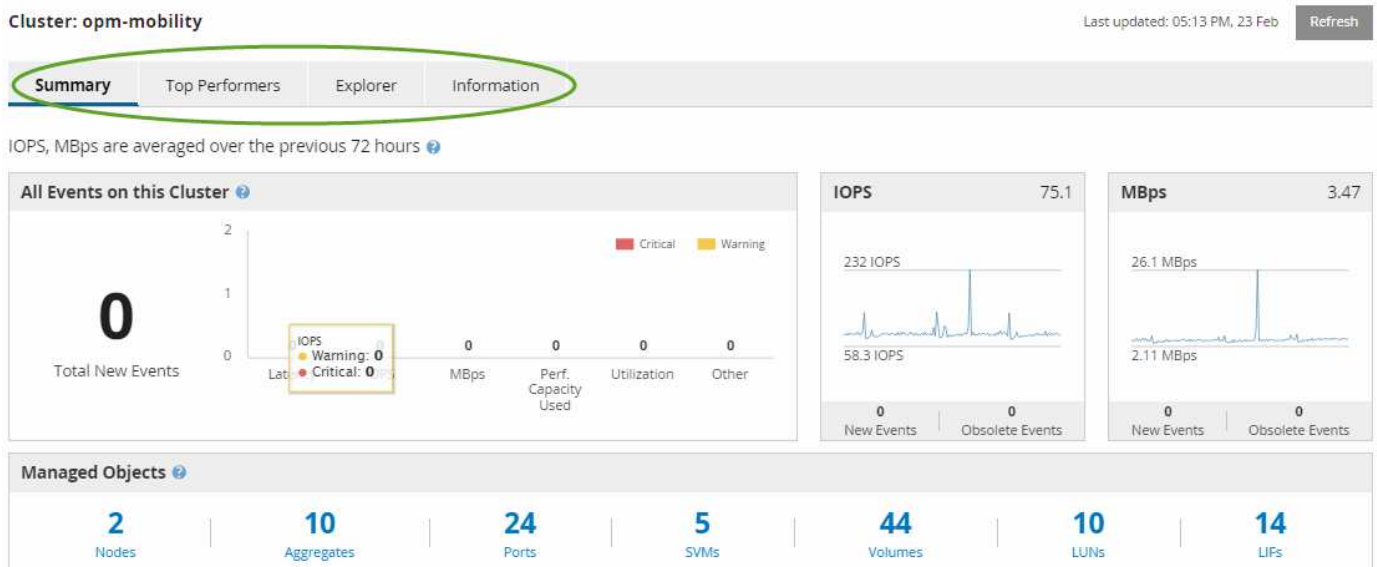 Cluster: opm-mobility
Last updated: 05:13 PM, 23 Feb
Refresh
Summary
Top Performers
Explorer
Information
IOPS, MBps are averaged over the previous 72 hours
All Events on this Cluster
0
Total New Events
2
1
0
Critical
Warning
IOPS
Warning: 0
Critical: 0
0
0
0
0
MBps
Perf.
Capacity
Used
Utilization
Other
IOPS 75.1
232 IOPS
58.3 IOPS
0
New Events
0
Obsolete Events
MBps 3.47
26.1 MBps
2.11 MBps
0
New Events
0
Obsolete Events
Managed Objects
2
Nodes
10
Aggregates
24
Ports
5
SVMs
44
Volumes
10
LUNs
14
LIFs